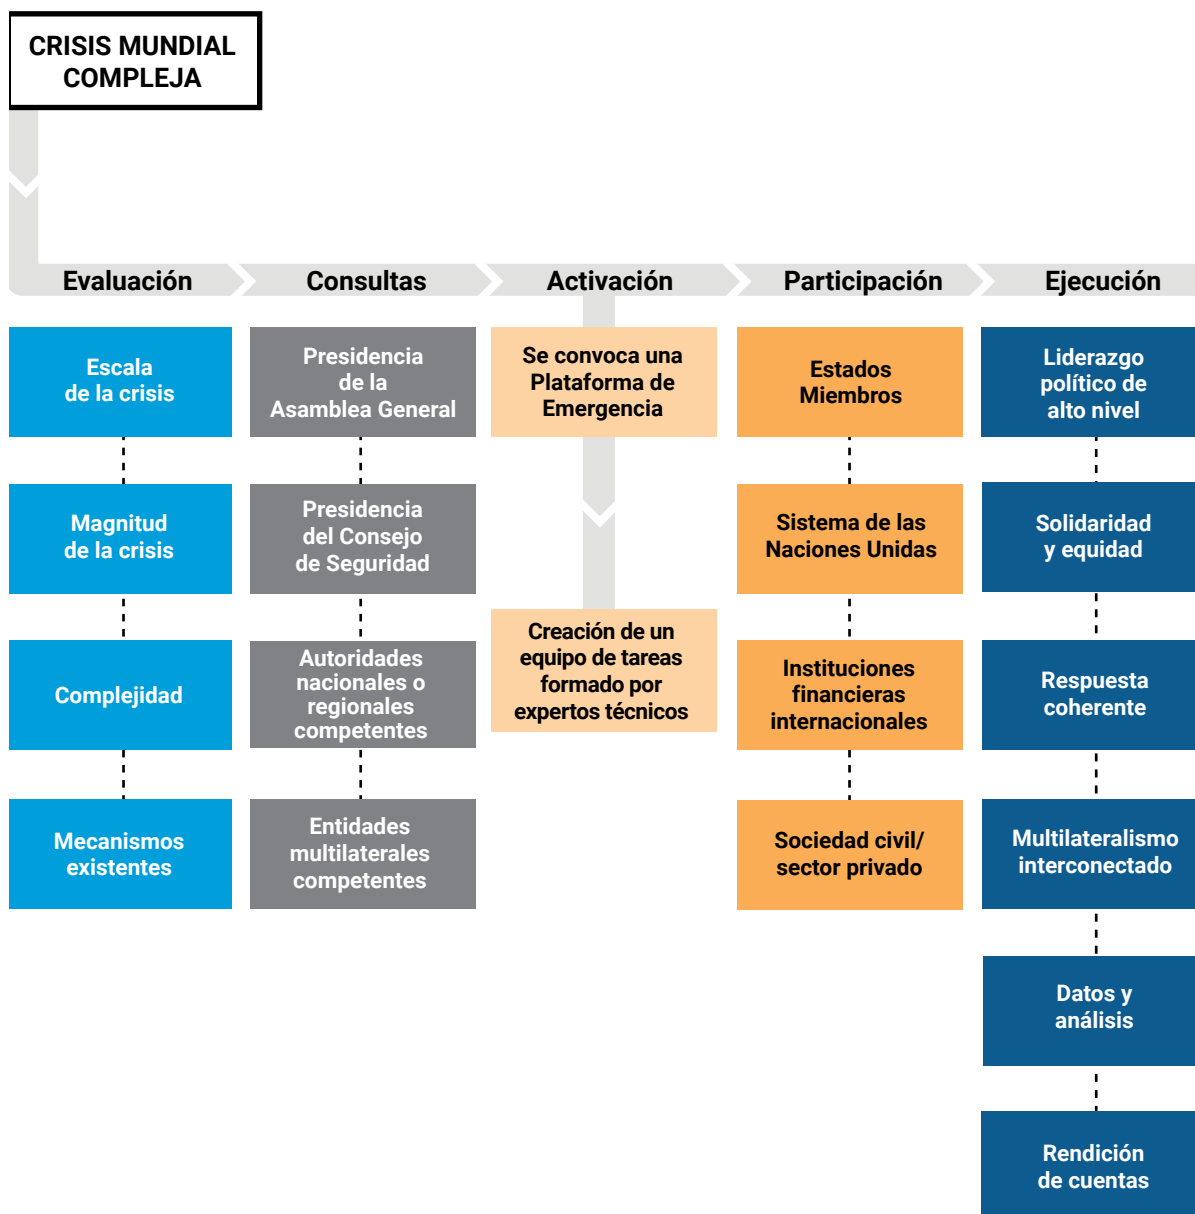 CRISIS MUNDIAL
COMPLEJA
Evaluación
Consultas
Activación
Participación
Ejecución
Escala
de la crisis
Magnitud
de la crisis
Complejidad
Mecanismos
existentes
Presidencia
de la
Asamblea General
Presidencia
del Consejo
de Seguridad
Autoridades
nacionales o
regionales
competentes
Entidades
multilaterales
competentes
Se convoca una
Plataforma de
Emergencia
Creación de un
equipo de tareas
formado por
expertos técnicos
Estados
Miembros
Sistema de las
Naciones Unidas
Instituciones
financieras
internacionales
Sociedad civil/
sector privado
Liderazgo
político de
alto nivel
Solidaridad
y equidad
Respuesta
coherente
Multilateralismo
interconectado
Datos y
análisis
Rendición
de cuentas